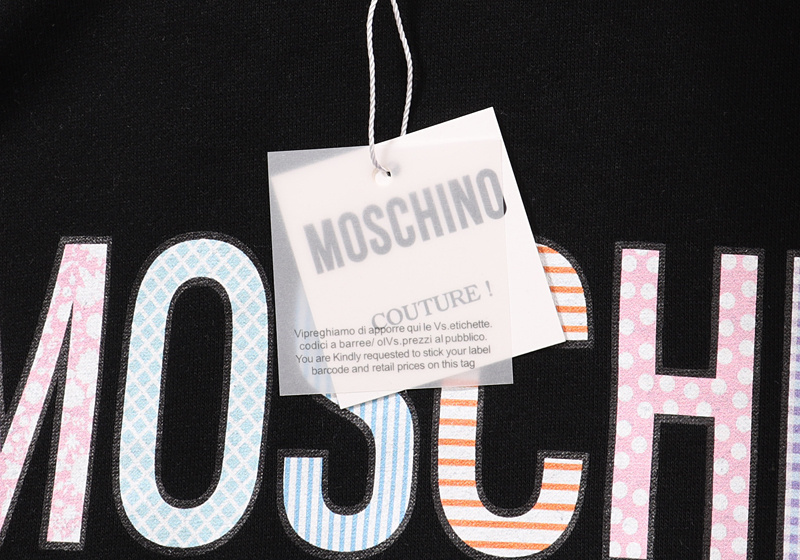 MOSCHINO
COUTURE !
Vipreghiamo di apporre qui le Vs.etichette.
codici a barree/ olVs.prezzi al pubblico.
You are Kindly requested to stick your label
barcode and retail prices on this tag
MOSCHI